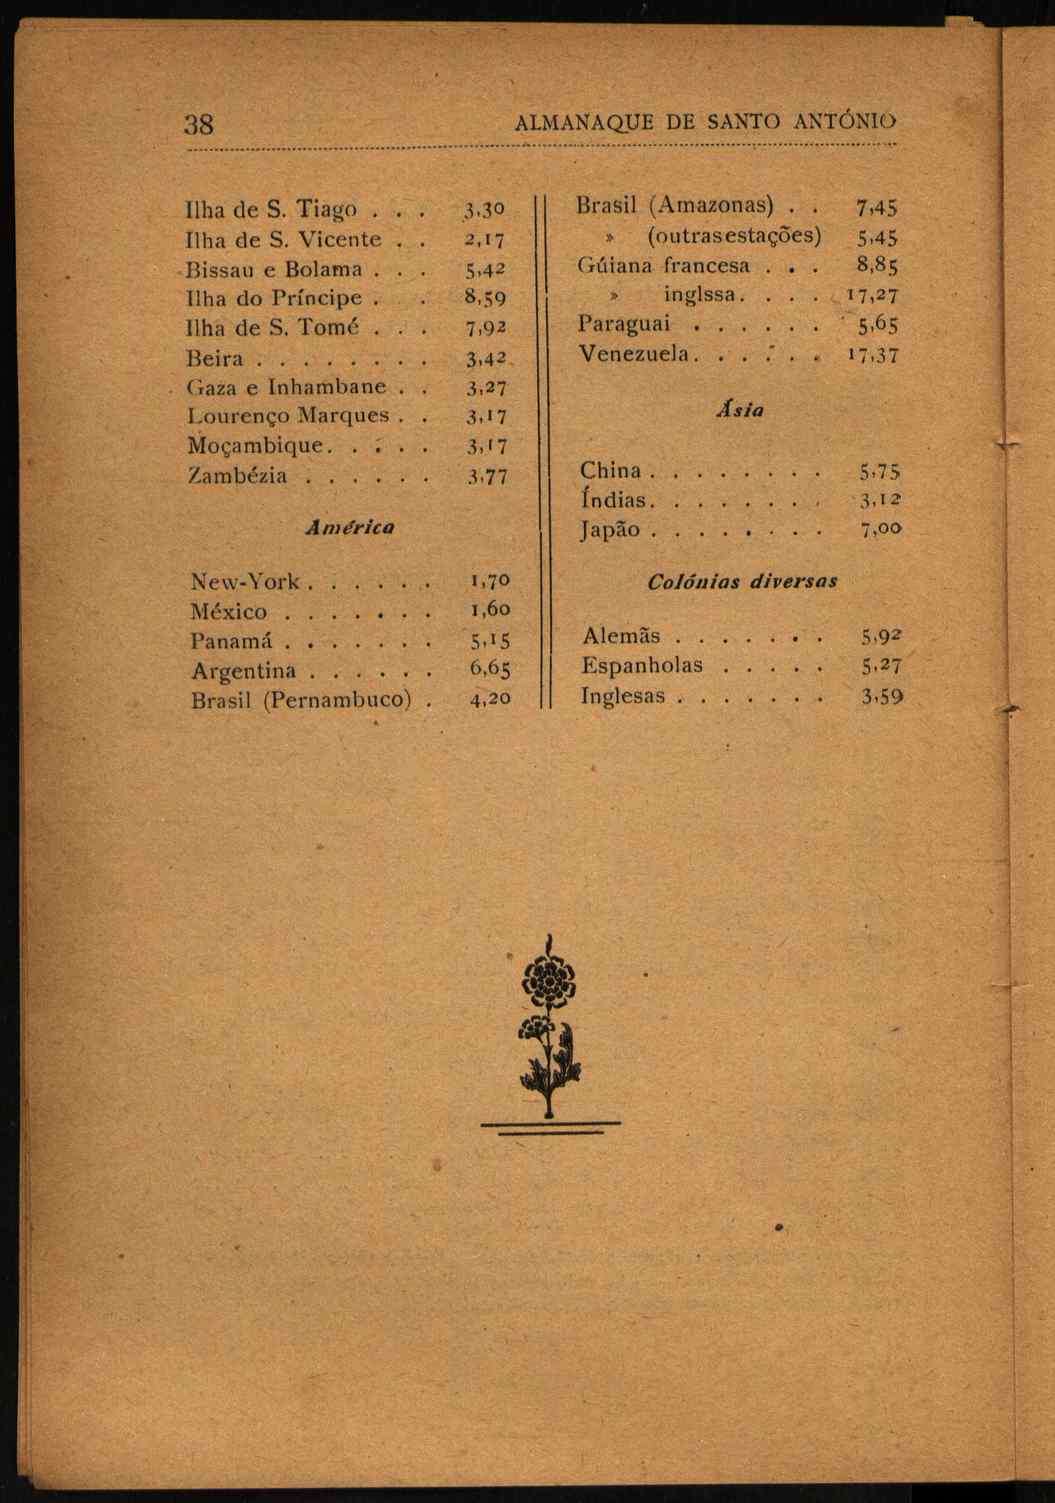 38 ALMANAQUE DE SANTO ANTÓNIO
Ilha de S. Tiago . . . 3,30
Ilha de S. Vicente . . 2,17
Bissau e Bolama . . . 5,42
Ilha do Príncipe . . 8,59
Ilha de S. Tomé . . . 7,92
Beira . . . . . . . . 3,42
Gaza e Inhambane . . 3,27
Lourenço Marques . . 3,17
Moçambique. . . . . 3,17
Zambézia . . . . . . 3,77
América
New-York . . . . . . 1,70
México . . . . . . . 1,60
Panamá . . . . . . . 5,15
Argentina . . . . . . 6,65
Brasil (Pernambuco) . 4,20
Brasil (Amazonas) . . 7,45
» (outras estações) 5,45
Gúiana francesa . . . 8,85
» inglssa. . . . 17,27
Paraguai . . . . . . 5,65
Venezuela. . . . . . 17,37
Ásia
China . . . . . . . . 5,75
Índias. . . . . . . . 3,12
Japão . . . . . . . . 7,00
Colónias diversas
Alemãs . . . . . . . 5,92
Espanholas . . . . . 5,27
Inglesas . . . . . . . 3,59